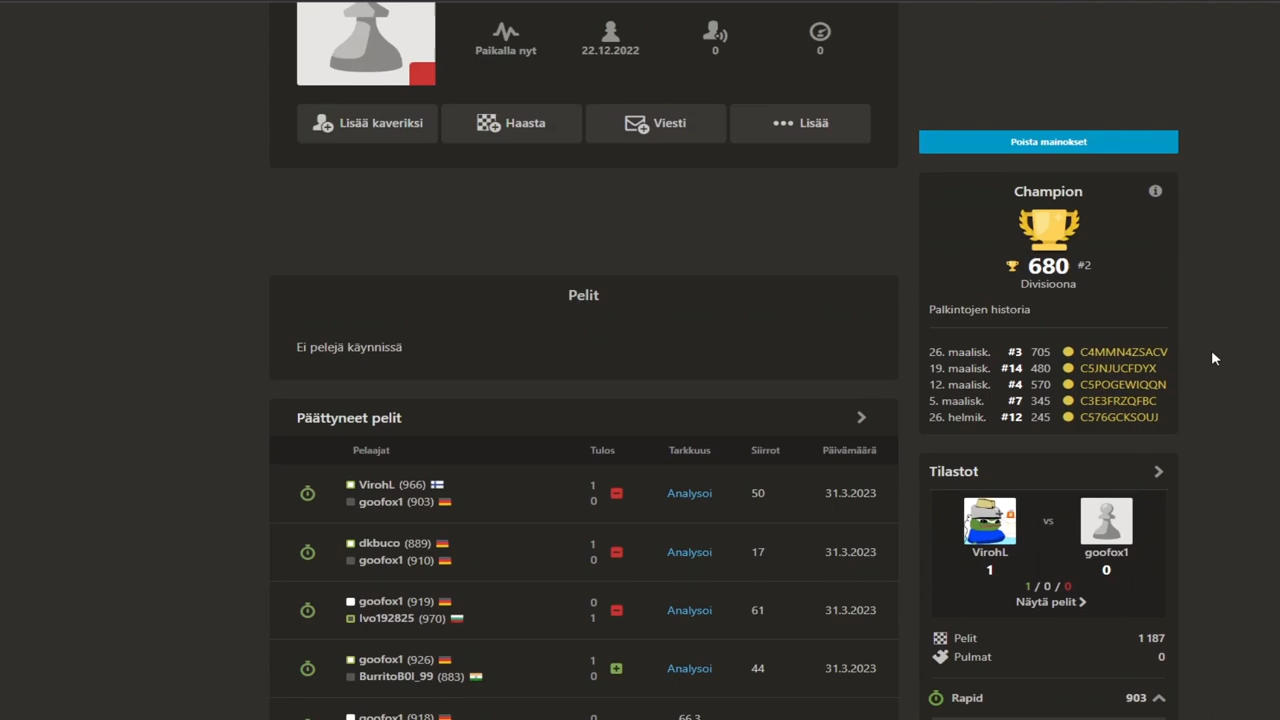 Paikalla nyt
22.12.2022
0
0
Lisää kaveriksi
Haasta
Viesti
Lisää
Pelit
Ei pelejä käynnissä
Päättyneet pelit
Pelaajat Tulos Tarkkuus Siirrot Päivämäärä
VirohL (966) 1
goofox1 (903) 0
Analysoi 50 31.3.2023
dkbuco (889) 1
goofox1 (910) 0
Analysoi 17 31.3.2023
goofox1 (919) 0
Ivo192825 (970) 1
Analysoi 61 31.3.2023
goofox1 (926) 1
BurritoB0l_99 (883) 0
Analysoi 44 31.3.2023
goofox1 (918) 0 66.3
Poista mainokset
Champion
680 #2
Divisioona
Palkintojen historia
26. maalisk. #3 705 C4MMN4ZSACV
19. maalisk. #14 480 C5JNJUCFDYX
12. maalisk. #4 570 C5POGEWIQQN
5. maalisk. #7 345 C3E3FRZQFBC
26. helmik. #12 245 C576GCKSOUJ
Tilastot
vs
VirohL goofox1
1 0
1 / 0 / 0
Näytä pelit
Pelit 1 187
Pulmat 0
Rapid 903